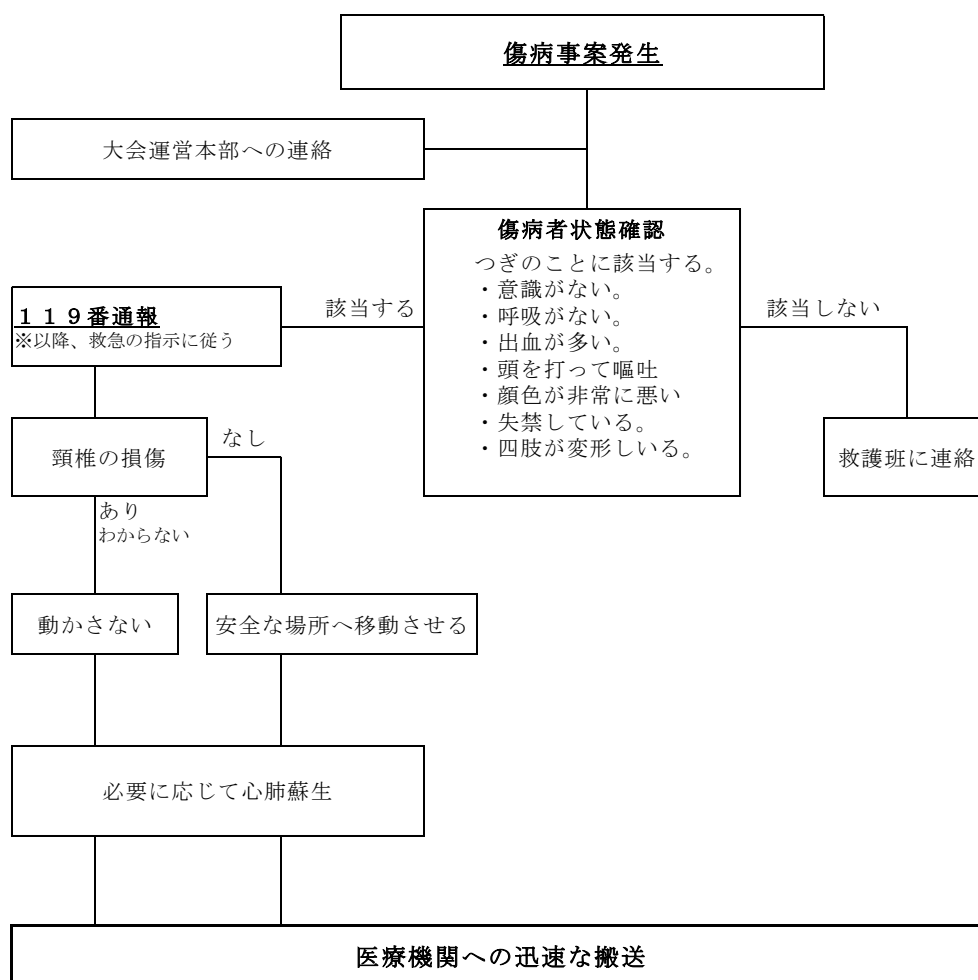 傷病事案発生
大会運営本部への連絡
傷病者状態確認
つぎのことに該当する。
・意識がない。
・呼吸がない。
・出血が多い。
・頭を打って嘔吐
・顔色が非常に悪い
・失禁している。
・四肢が変形しいる。
該当する
該当しない
１１９番通報
※以降、救急の指示に従う
救護班に連絡
頸椎の損傷
なし
あり
わからない
動かさない
安全な場所へ移動させる
必要に応じて心肺蘇生
医療機関への迅速な搬送